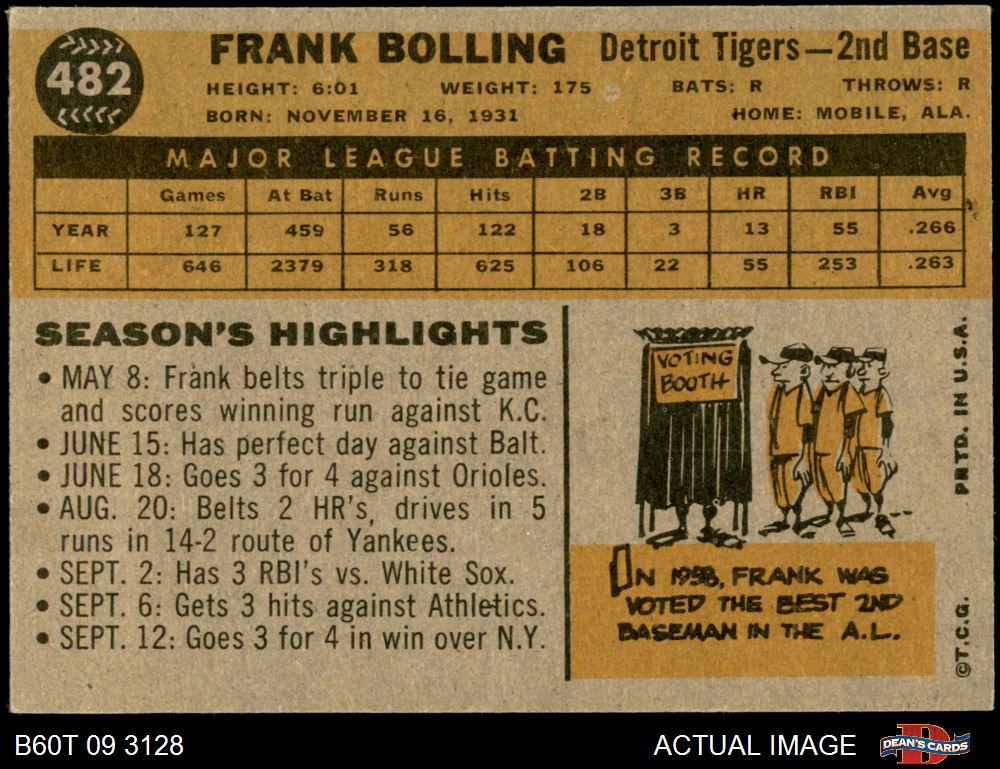 482
FRANK BOLLING Detroit Tigers—2nd Base
HEIGHT: 6:01 WEIGHT: 175 BATS: R THROWS: R
BORN: NOVEMBER 16, 1931 HOME: MOBILE, ALA.
MAJOR LEAGUE BATTING RECORD
Games At Bat Runs Hits 2B 3B HR RBI Avg
YEAR 127 459 56 122 18 3 13 55 .266
LIFE 646 2379 318 625 106 22 55 253 .263
SEASON'S HIGHLIGHTS
• MAY 8: Frank belts triple to tie game
and scores winning run against K.C.
• JUNE 15: Has perfect day against Balt.
• JUNE 18: Goes 3 for 4 against Orioles.
• AUG. 20: Belts 2 HR's, drives in 5
runs in 14-2 route of Yankees.
• SEPT. 2: Has 3 RBI's vs. White Sox.
• SEPT. 6: Gets 3 hits against Athletics.
• SEPT. 12: Goes 3 for 4 in win over N.Y.
VOTING
BOOTH
IN 1958, FRANK WAS
VOTED THE BEST 2ND
BASEMAN IN THE A.L.
©T.C.G. PRTD. IN U.S.A.
B60T 09 3128
ACTUAL IMAGE
DEAN'S CARDS